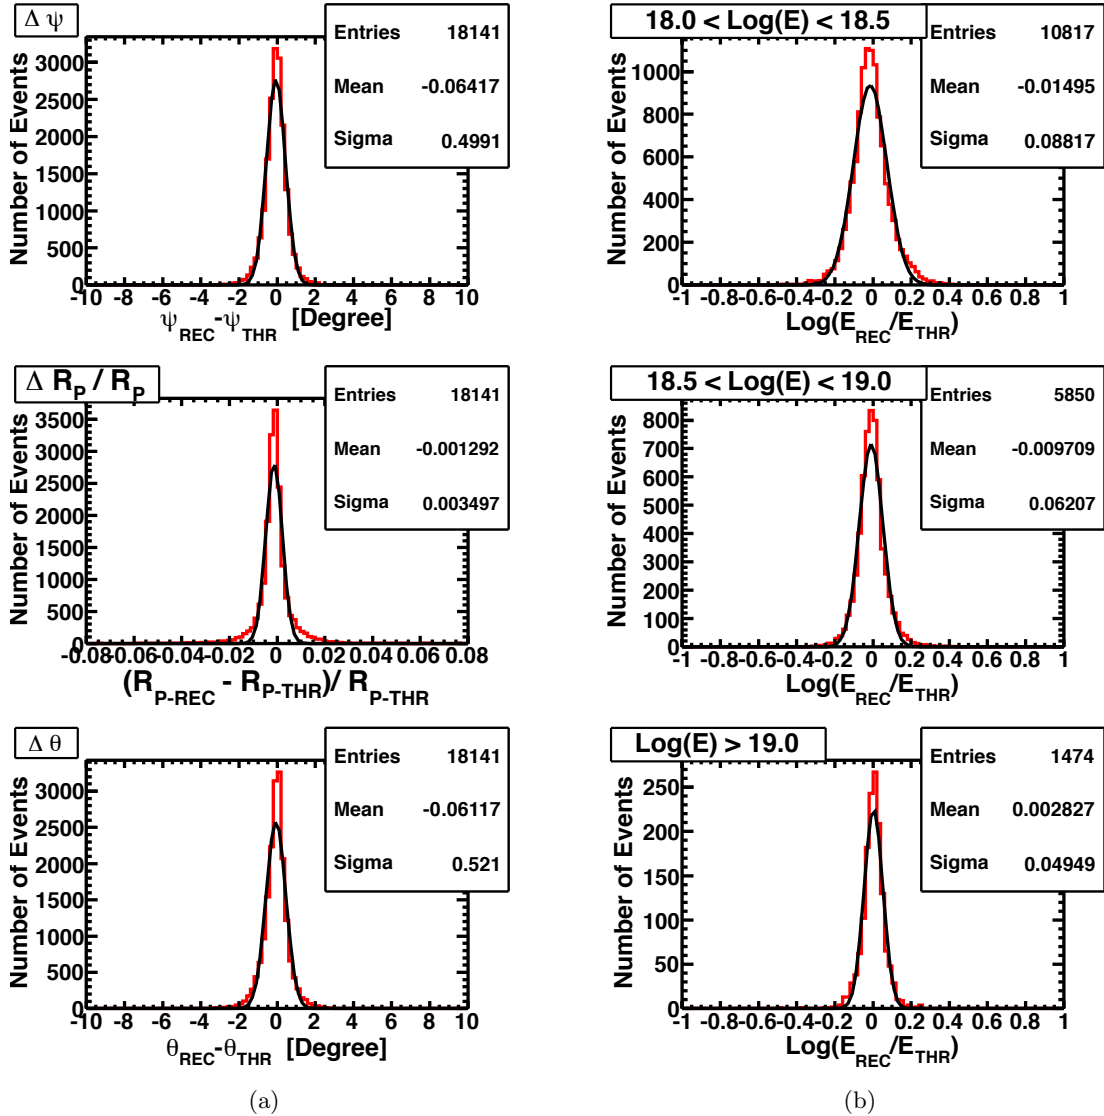 Δ ψ
Entries 18141
Mean -0.06417
Sigma 0.4991
Number of Events
3000
2500
2000
1500
1000
500
0
-10 -8 -6 -4 -2 0 2 4 6 8 10
ψREC-ψTHR [Degree]
Δ RP / RP
Entries 18141
Mean -0.001292
Sigma 0.003497
Number of Events
3500
3000
2500
2000
1500
1000
500
0
-0.08-0.06-0.04-0.02 0 0.02 0.04 0.06 0.08
(RP-REC - RP-THR)/ RP-THR
Δ θ
Entries 18141
Mean -0.06117
Sigma 0.521
Number of Events
3000
2500
2000
1500
1000
500
0
-10 -8 -6 -4 -2 0 2 4 6 8 10
θREC-θTHR [Degree]
(a)
18.0 < Log(E) < 18.5
Entries 10817
Mean -0.01495
Sigma 0.08817
Number of Events
1000
800
600
400
200
0
-1 -0.8 -0.6 -0.4 -0.2 0 0.2 0.4 0.6 0.8 1
Log(EREC/ETHR)
18.5 < Log(E) < 19.0
Entries 5850
Mean -0.009709
Sigma 0.06207
Number of Events
800
700
600
500
400
300
200
100
0
-1 -0.8 -0.6 -0.4 -0.2 0 0.2 0.4 0.6 0.8 1
Log(EREC/ETHR)
Log(E) > 19.0
Entries 1474
Mean 0.002827
Sigma 0.04949
Number of Events
250
200
150
100
50
0
-1 -0.8 -0.6 -0.4 -0.2 0 0.2 0.4 0.6 0.8 1
Log(EREC/ETHR)
(b)